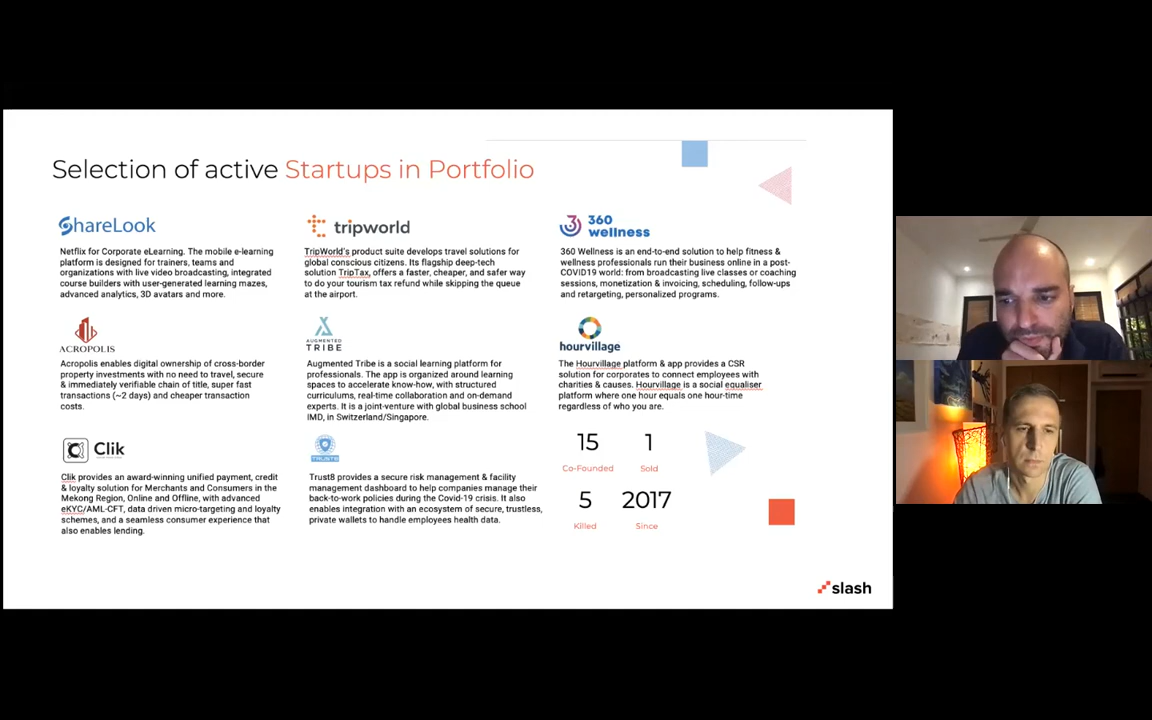 Selection of active Startups in Portfolio
ShareLook
Netflix for Corporate eLearning. The mobile e-learning
platform is designed for trainers, teams and
organizations with live video broadcasting, integrated
course builders with user-generated learning mazes,
advanced analytics, 3D avatars and more.
tripworld
TripWorld's product suite develops travel solutions for
global conscious citizens. Its flagship deep-tech
solution TripTax, offers a faster, cheaper, and safer way
to do your tourism tax refund while skipping the queue
at the airport.
360
wellness
360 Wellness is an end-to-end solution to help fitness &
wellness professionals run their business online in a post-
COVID19 world: from broadcasting live classes or coaching
sessions, monetization & invoicing, scheduling, follow-ups
and retargeting, personalized programs.
ACROPOLIS
Acropolis enables digital ownership of cross-border
property investments with no need to travel, secure
& immediately verifiable chain of title, super fast
transactions (~2 days) and cheaper transaction
costs.
AUGMENTED
TRIBE
Augmented Tribe is a social learning platform for
professionals. The app is organized around learning
spaces to accelerate know-how, with structured
curriculums, real-time collaboration and on-demand
experts. It is a joint-venture with global business school
IMD, in Switzerland/Singapore.
hourvillage
The Hourvillage platform & app provides a CSR
solution for corporates to connect employees with
charities & causes. Hourvillage is a social equaliser
platform where one hour equals one hour-time
regardless of who you are.
Clik
Clik provides an award-winning unified payment, credit
& loyalty solution for Merchants and Consumers in the
Mekong Region, Online and Offline, with advanced
eKYC/AML-CFT, data driven micro-targeting and loyalty
schemes, and a seamless consumer experience that
also enables lending.
TRUST8
Trust8 provides a secure risk management & facility
management dashboard to help companies manage their
back-to-work policies during the Covid-19 crisis. It also
enables integration with an ecosystem of secure, trustless,
private wallets to handle employees health data.
15 1
Co-Founded Sold
5 2017
Killed Since
slash